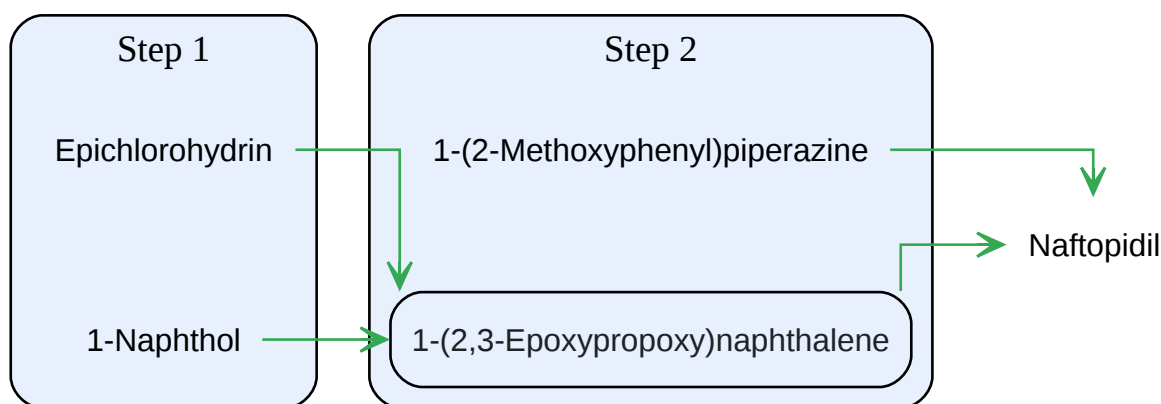 Step 1
Step 2
Epichlorohydrin
1-(2-Methoxyphenyl)piperazine
Naftopidil
1-Naphthol
1-(2,3-Epoxypropoxy)naphthalene